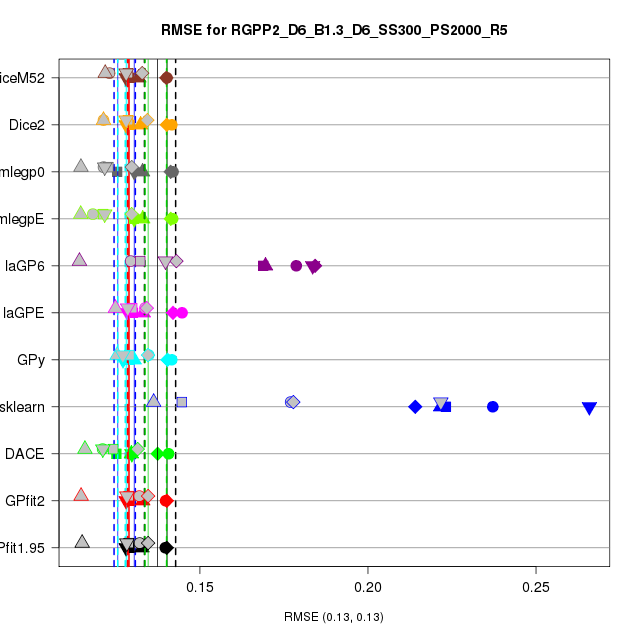 RMSE for RGPP2_D6_B1.3_D6_SS300_PS2000_R5
iceM52
Dice2
mlegp0
mlegpE
laGP6
laGPE
GPy
sklearn
DACE
GPfit2
Pfit1.95
0.15 0.20 0.25
RMSE (0.13, 0.13)